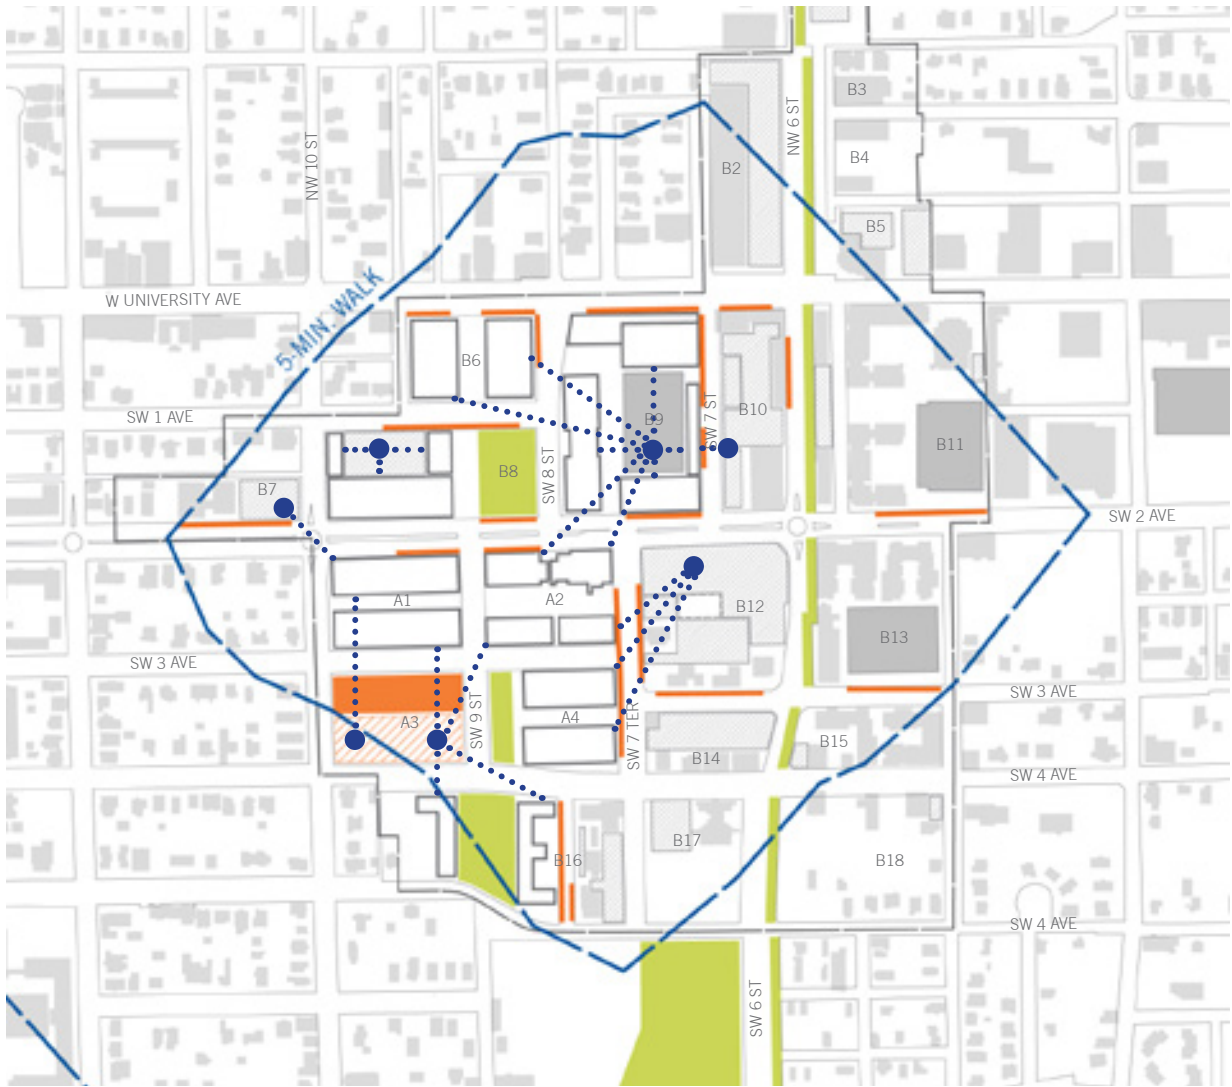 B3
NW 6 ST
NW 10 ST
B4
B2
B5
W UNIVERSITY AVE
5-MIN. WALK
B6
SW 1 AVE
B10
B9
SW 7 ST
B11
B8
SW 8 ST
B7
SW 2 AVE
A1
A2
B12
B13
SW 3 AVE
SW 3 AVE
A3
SW 9 ST
A4
SW 7 TER
B15
B14
SW 4 AVE
B17
B16
B18
SW 4 AVE
SW 6 ST